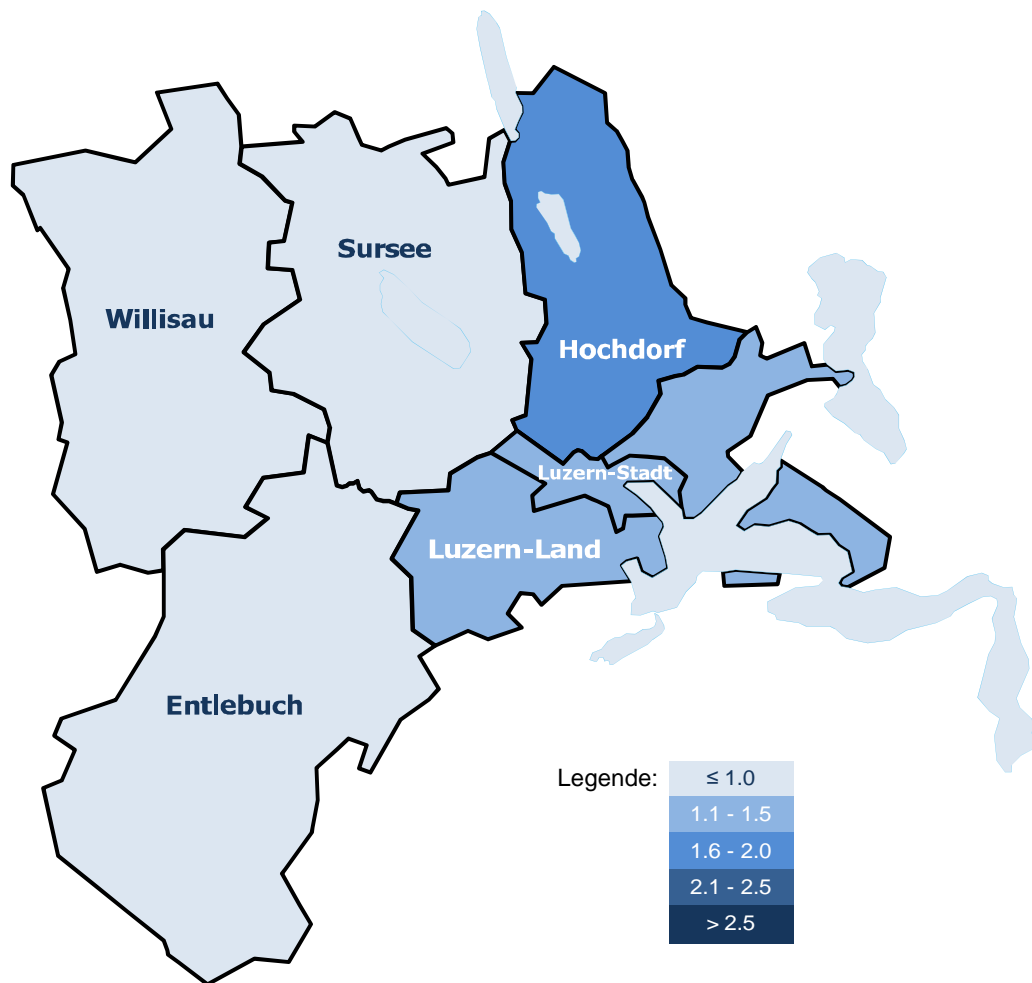 Sursee
Willisau
Hochdorf
Luzern-Stadt
Luzern-Land
Entlebuch
Legende:
≤ 1.0
1.1 - 1.5
1.6 - 2.0
2.1 - 2.5
> 2.5